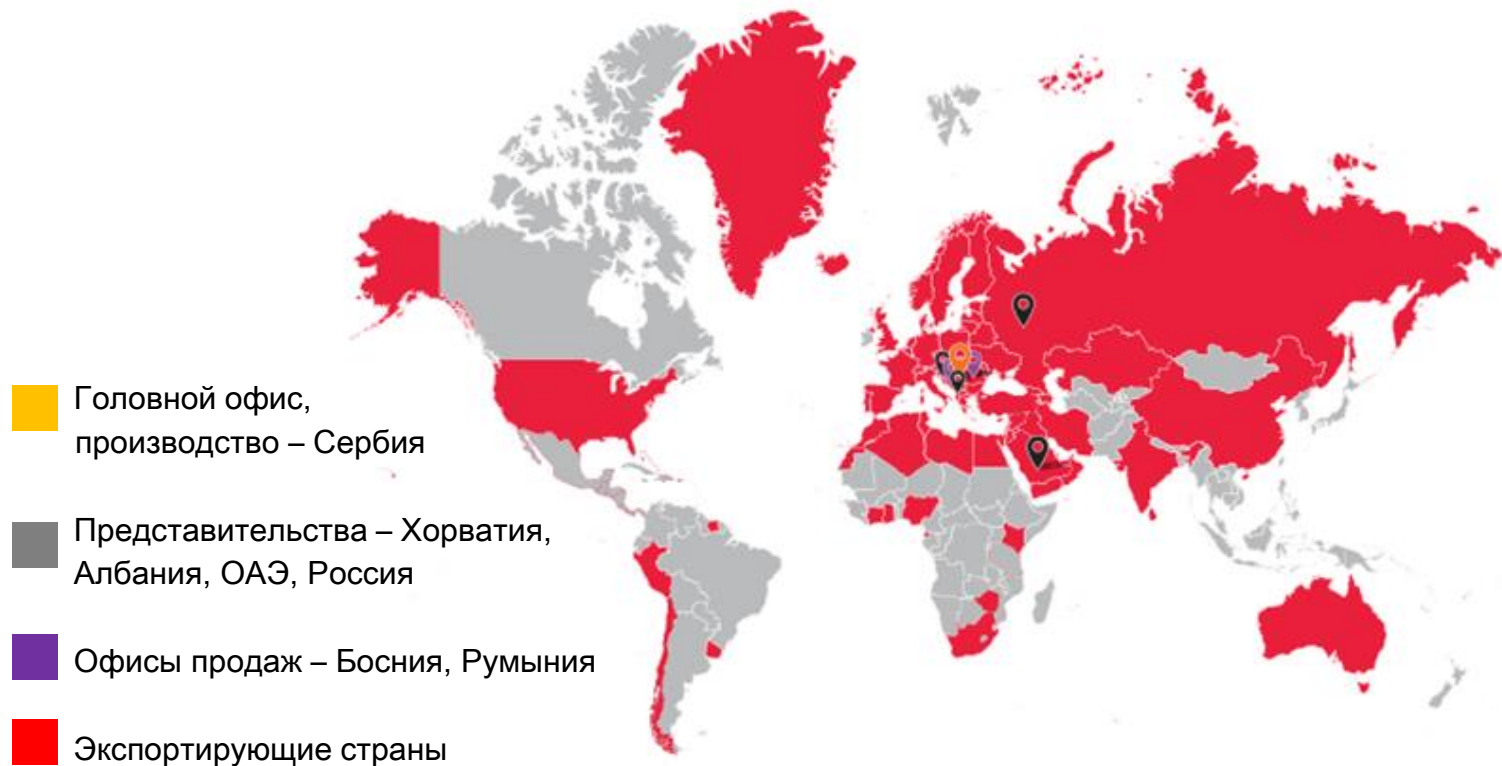 Головной офис,
производство – Сербия
Представительства – Хорватия,
Албания, ОАЭ, Россия
Офисы продаж – Босния, Румыния
Экспортирующие страны